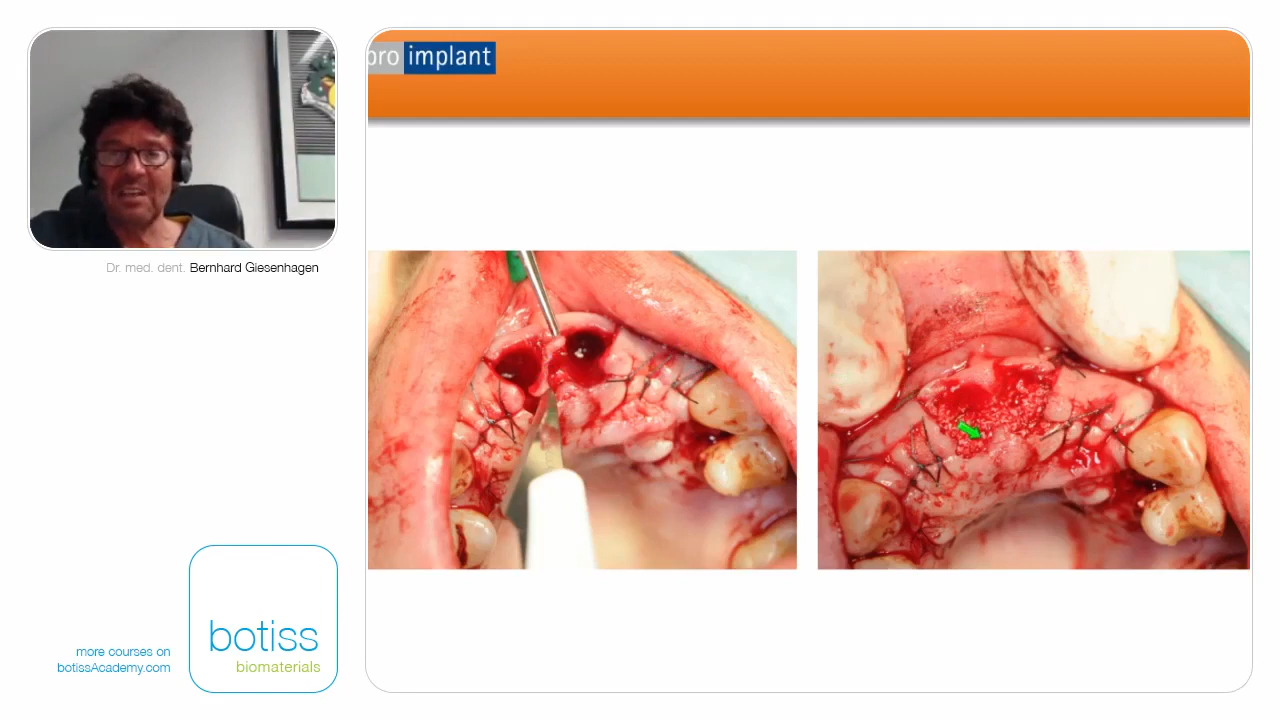 pro implant
Dr. med. dent. Bernhard Giesenhagen
botiss
biomaterials
more courses on
botissAcademy.com